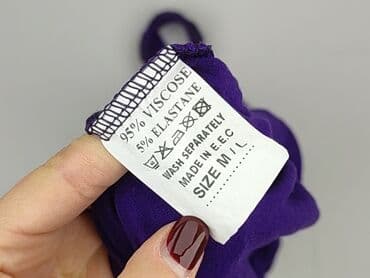 95% VISCOSE
5% ELASTANE
WASH SEPARATELY
MADE IN E.E.C
SIZE M / L